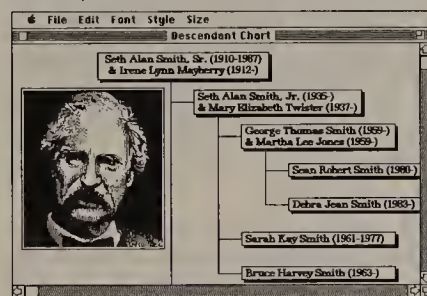 File Edit Font Style Size
Descendant Chart
Seth Alan Smith, Sr. (1910-1987)
& Irene Lynn Mayberry (1912-)
Seth Alan Smith, Jr. (1935-)
& Mary Elizabeth Twister (1937-)
George Thomas Smith (1959-)
& Martha Lee Jones (1959-)
Sean Robert Smith (1980-)
Debra Jean Smith (1983-)
Sarah Kay Smith (1961-1977)
Bruce Harvey Smith (1963-)